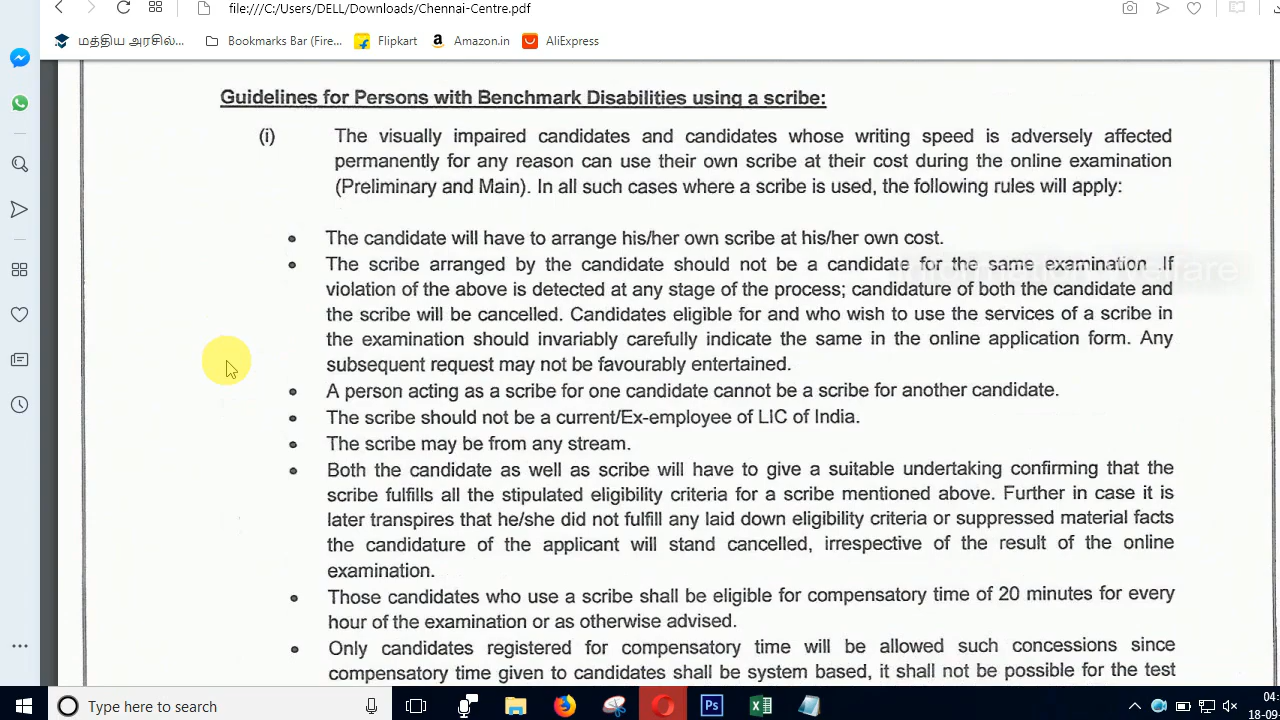 file:///C:/Users/DELL/Downloads/Chennai-Centre.pdf
மத்திய அரசில்... Bookmarks Bar (Fire... Flipkart Amazon.in AliExpress
Guidelines for Persons with Benchmark Disabilities using a scribe:
(i) The visually impaired candidates and candidates whose writing speed is adversely affected
permanently for any reason can use their own scribe at their cost during the online examination
(Preliminary and Main). In all such cases where a scribe is used, the following rules will apply:
• The candidate will have to arrange his/her own scribe at his/her own cost.
• The scribe arranged by the candidate should not be a candidate for the same examination .If
violation of the above is detected at any stage of the process; candidature of both the candidate and
the scribe will be cancelled. Candidates eligible for and who wish to use the services of a scribe in
the examination should invariably carefully indicate the same in the online application form. Any
subsequent request may not be favourably entertained.
• A person acting as a scribe for one candidate cannot be a scribe for another candidate.
• The scribe should not be a current/Ex-employee of LIC of India.
• The scribe may be from any stream.
• Both the candidate as well as scribe will have to give a suitable undertaking confirming that the
scribe fulfills all the stipulated eligibility criteria for a scribe mentioned above. Further in case it is
later transpires that he/she did not fulfill any laid down eligibility criteria or suppressed material facts
the candidature of the applicant will stand cancelled, irrespective of the result of the online
examination.
• Those candidates who use a scribe shall be eligible for compensatory time of 20 minutes for every
hour of the examination or as otherwise advised.
• Only candidates registered for compensatory time will be allowed such concessions since
compensatory time given to candidates shall be system based, it shall not be possible for the test
Type here to search
Ps
04:
18-09